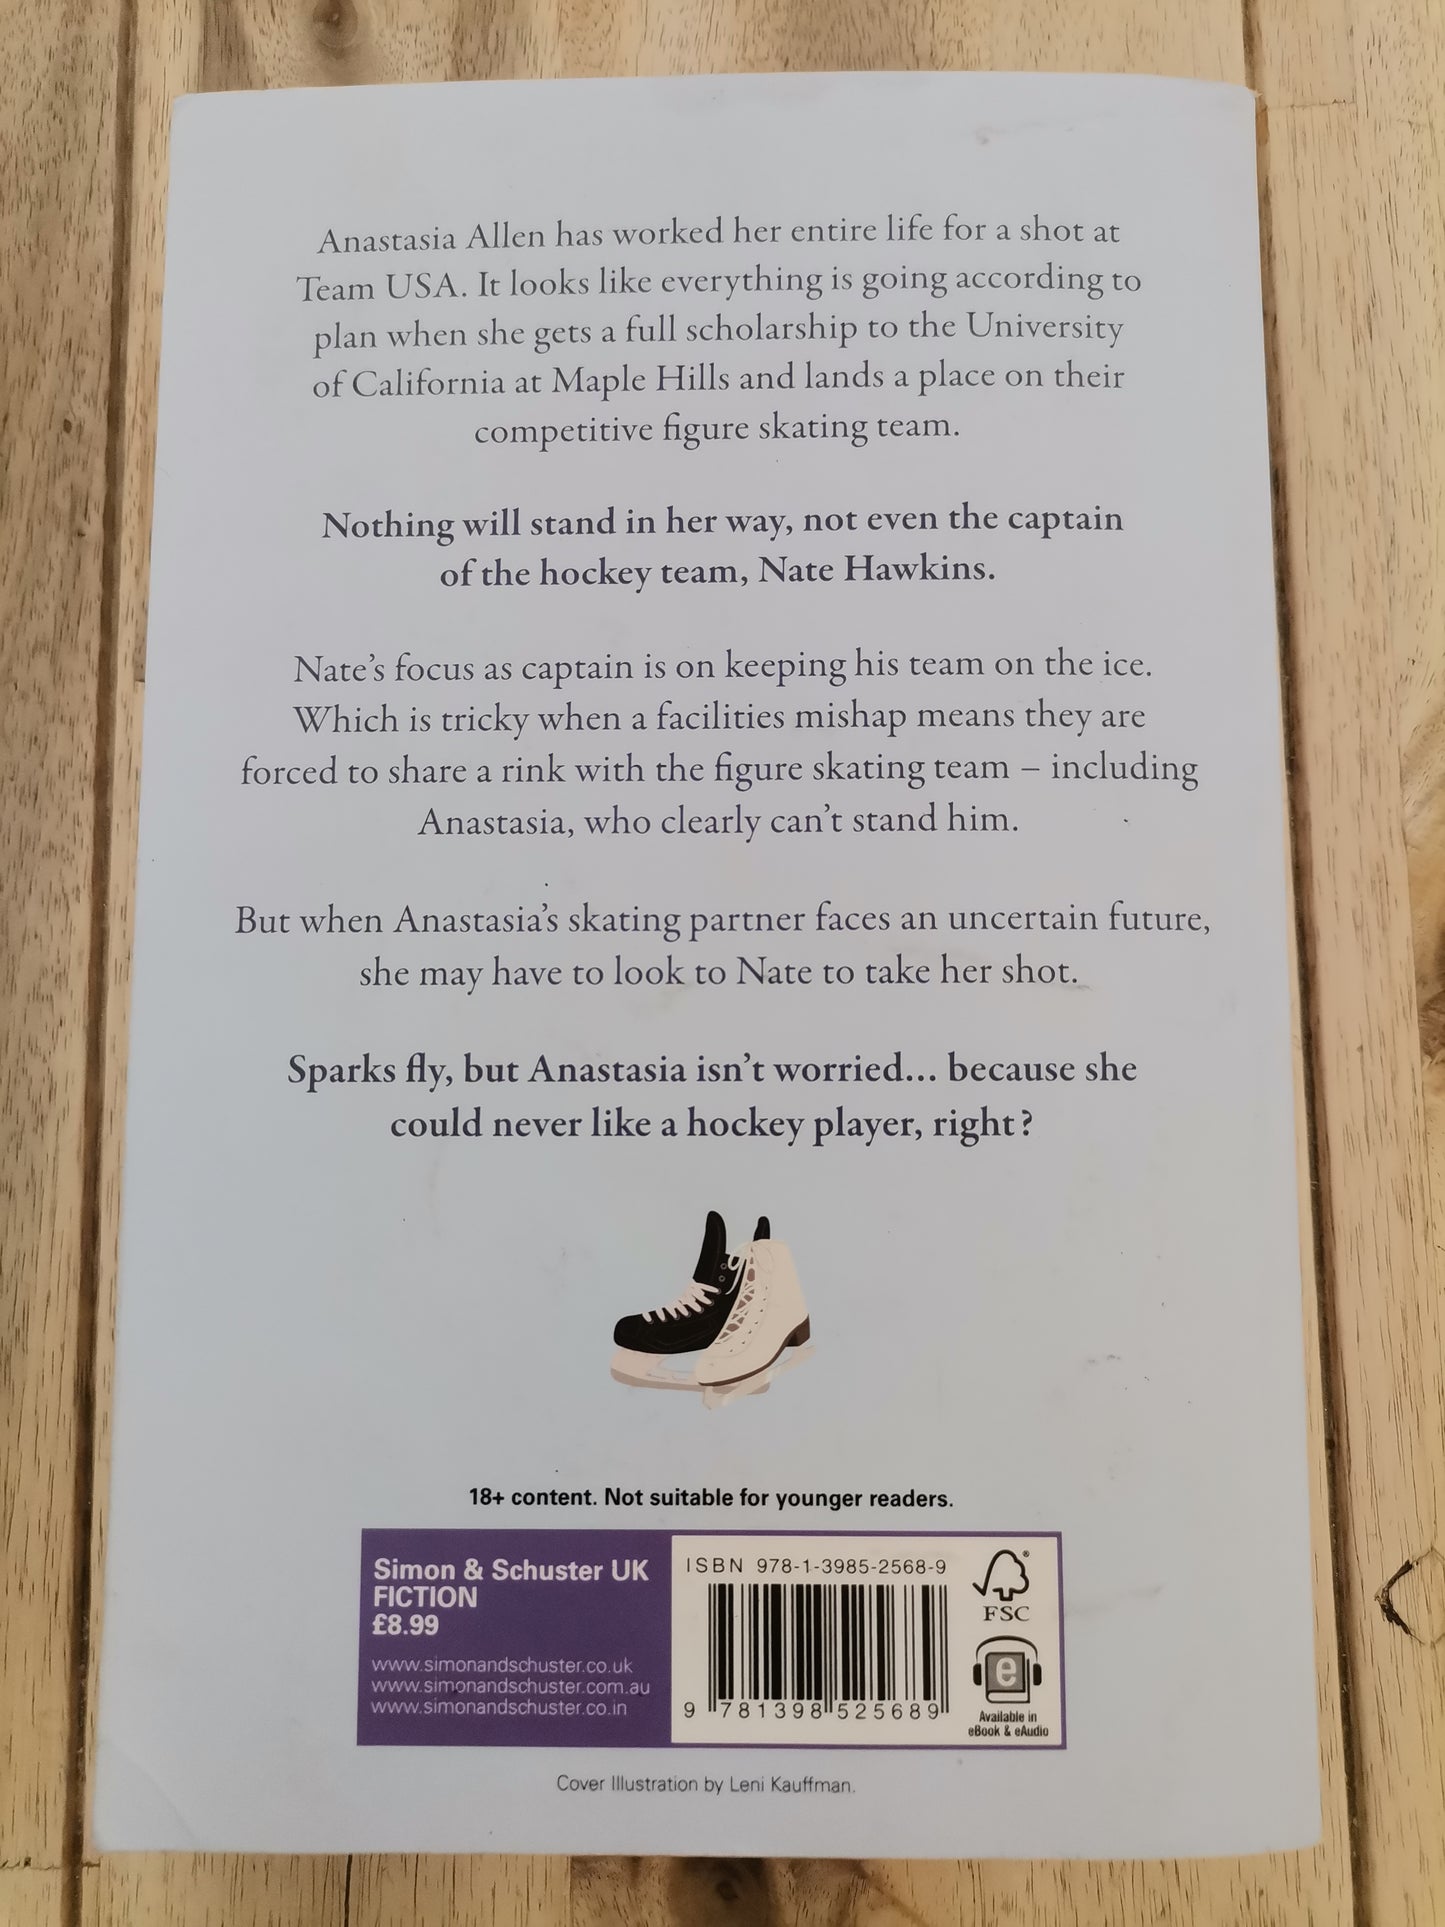 Anastasia Allen has worked her entire life for a shot at
Team USA. It looks like everything is going according to
plan when she gets a full scholarship to the University
of California at Maple Hills and lands a place on their
competitive figure skating team.
Nothing will stand in her way, not even the captain
of the hockey team, Nate Hawkins.
Nate’s focus as captain is on keeping his team on the ice.
Which is tricky when a facilities mishap means they are
forced to share a rink with the figure skating team – including
Anastasia, who clearly can’t stand him.
But when Anastasia’s skating partner faces an uncertain future,
she may have to look to Nate to take her shot.
Sparks fly, but Anastasia isn’t worried… because she
could never like a hockey player, right?
18+ content. Not suitable for younger readers.
Simon & Schuster UK
FICTION
£8.99
www.simonandschuster.co.uk
www.simonandschuster.com.au
www.simonandschuster.co.in
ISBN 978-1-3985-2568-9
9 781398 525689
®
FSC
e
Available in
eBook & eAudio
Cover Illustration by Leni Kauffman.